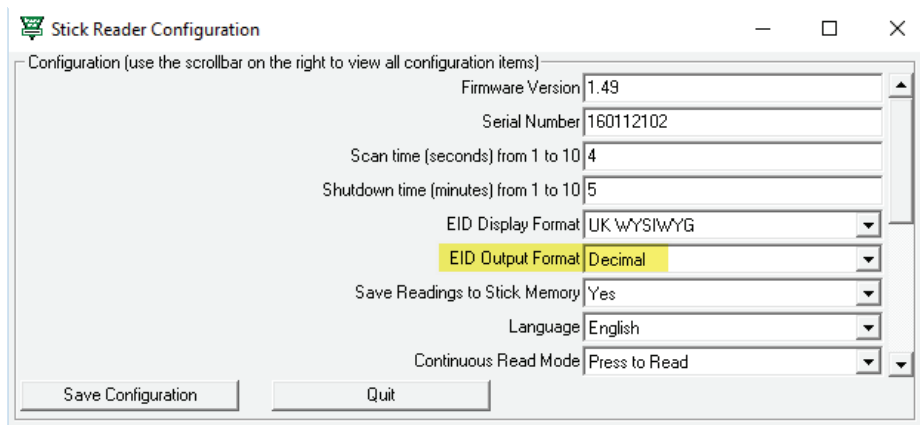 Stick Reader Configuration
Configuration (use the scrollbar on the right to view all configuration items)
Firmware Version 1.49
Serial Number 160112102
Scan time (seconds) from 1 to 10 4
Shutdown time (minutes) from 1 to 10 5
EID Display Format UK WYSIWYG
EID Output Format Decimal
Save Readings to Stick Memory Yes
Language English
Continuous Read Mode Press to Read
Save Configuration Quit